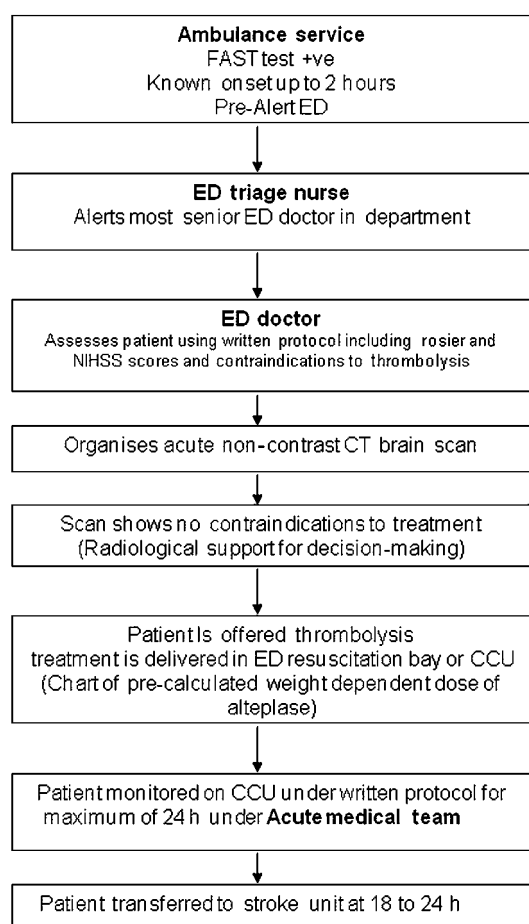 Ambulance service
FAST test +ve
Known onset up to 2 hours
Pre-Alert ED
ED triage nurse
Alerts most senior ED doctor in department
ED doctor
Assesses patient using written protocol including rosier and
NIHSS scores and contraindications to thrombolysis
Organises acute non-contrast CT brain scan
Scan shows no contraindications to treatment
(Radiological support for decision-making)
Patient Is offered thrombolysis
treatment is delivered in ED resuscitation bay or CCU
(Chart of pre-calculated weight dependent dose of
alteplase)
Patient monitored on CCU under written protocol for
maximum of 24 h under Acute medical team
Patient transferred to stroke unit at 18 to 24 h